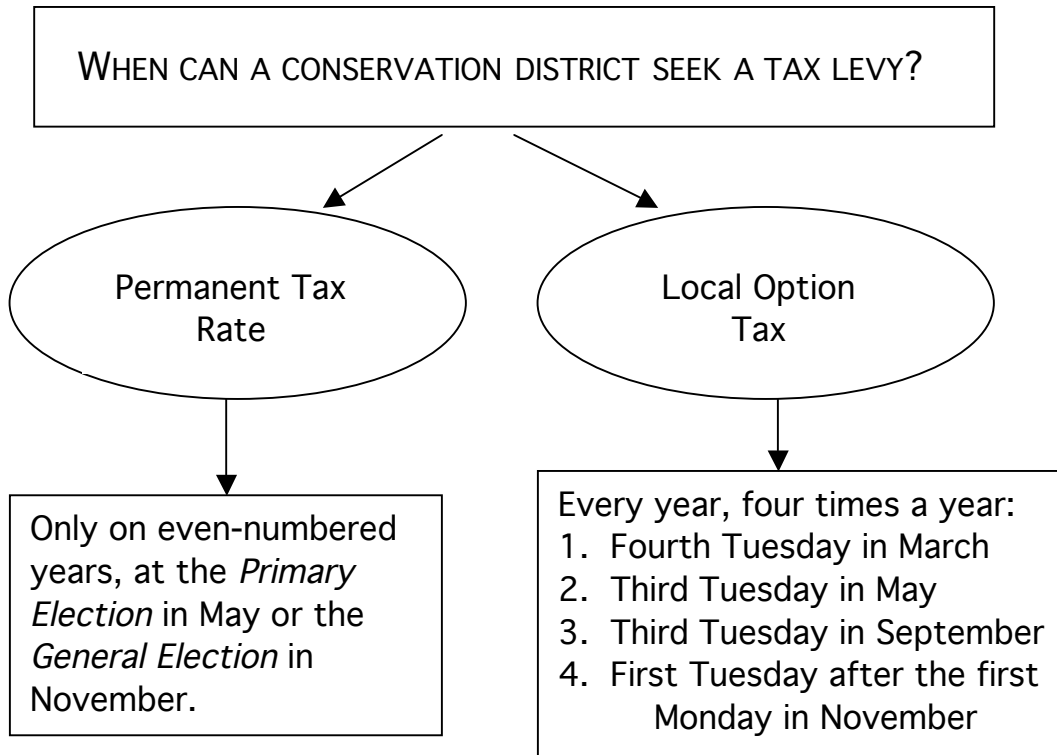 WHEN CAN A CONSERVATION DISTRICT SEEK A TAX LEVY?
Permanent Tax
Rate
Local Option
Tax
Only on even-numbered
years, at the Primary
Election in May or the
General Election in
November.
Every year, four times a year:
1. Fourth Tuesday in March
2. Third Tuesday in May
3. Third Tuesday in September
4. First Tuesday after the first
Monday in November